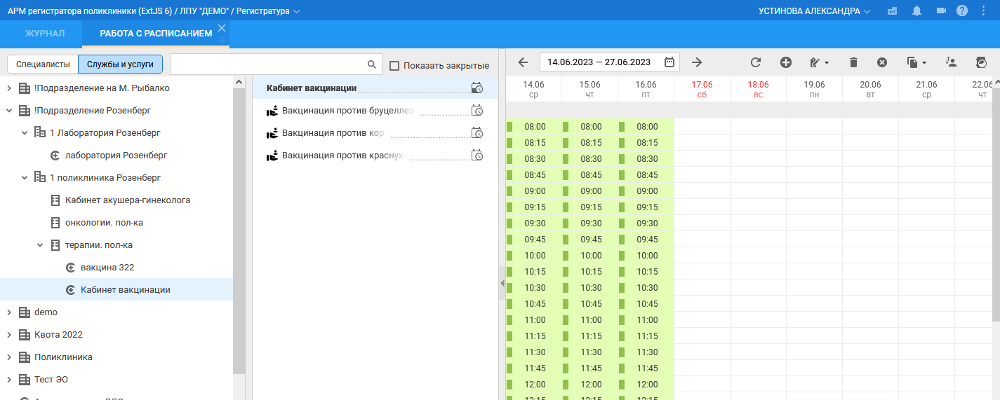 АРМ регистратора поликлиники (ExtJS 6) / ЛПУ "ДЕМО" / Регистратура
УСТИНОВА АЛЕКСАНДРА
ЖУРНАЛ
РАБОТА С РАСПИСАНИЕМ
Специалисты
Службы и услуги
Показать закрытые
!Подразделение на М. Рыбалко
!Подразделение Розенберг
1 Лаборатория Розенберг
лаборатория Розенберг
1 поликлиника Розенберг
Кабинет акушера-гинеколога
онкологии. пол-ка
терапии. пол-ка
вакцина 322
Кабинет вакцинации
demo
Квота 2022
Поликлиника
Тест ЭО
Кабинет вакцинации
Вакцинация против бруцеллез
Вакцинация против кор
Вакцинация против краснух
14.06.2023 — 27.06.2023
14.06 15.06 16.06 17.06 18.06 19.06 20.06 21.06 22.06
ср чт пт сб вс пн вт ср чт
08:00 08:00 08:00
08:15 08:15 08:15
08:30 08:30 08:30
08:45 08:45 08:45
09:00 09:00 09:00
09:15 09:15 09:15
09:30 09:30 09:30
09:45 09:45 09:45
10:00 10:00 10:00
10:15 10:15 10:15
10:30 10:30 10:30
10:45 10:45 10:45
11:00 11:00 11:00
11:15 11:15 11:15
11:30 11:30 11:30
11:45 11:45 11:45
12:00 12:00 12:00
12:15 12:15 12:15